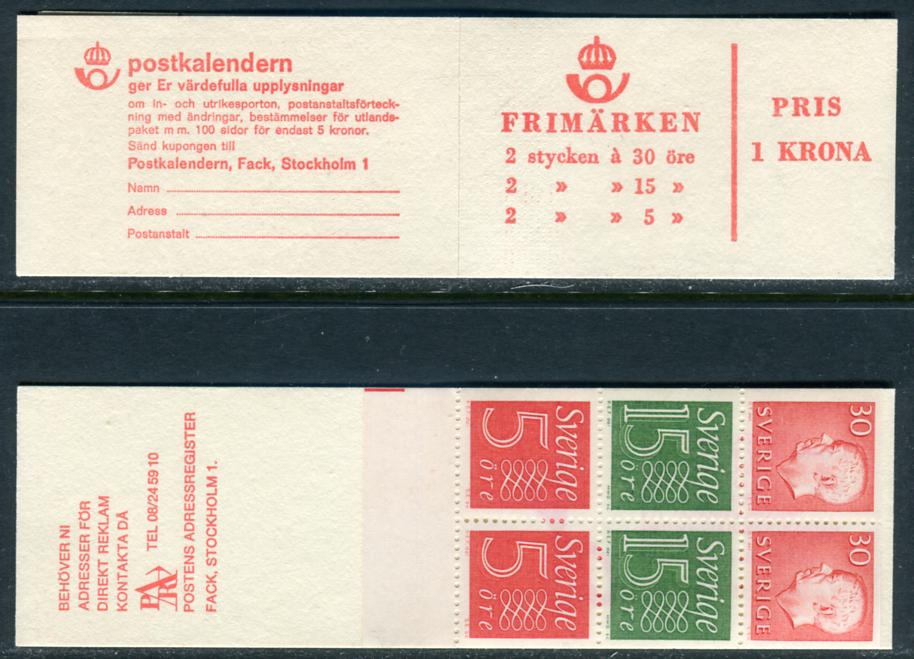 postkalendern
ger Er värdefulla upplysningar
om in- och utrikesporton, postanstaltsförteck-
ning med ändringar, bestämmelser för utlands-
paket m m. 100 sidor för endast 5 kronor.
Sänd kupongen till
Postkalendern, Fack, Stockholm 1
Namn
Adress
Postanstalt
FRIMÄRKEN
2 stycken à 30 öre
2 » » 15 »
2 » » 5 »
PRIS
1 KRONA
BEHÖVER NI
ADRESSER FÖR
DIREKT REKLAM
KONTAKTA DÅ
PAR TEL 08/24 59 10
POSTENS ADRESSREGISTER
FACK, STOCKHOLM 1.
Sverige
5
öre
Sverige
15
öre
30
SVERIGE
Sverige
5
öre
Sverige
15
öre
30
SVERIGE